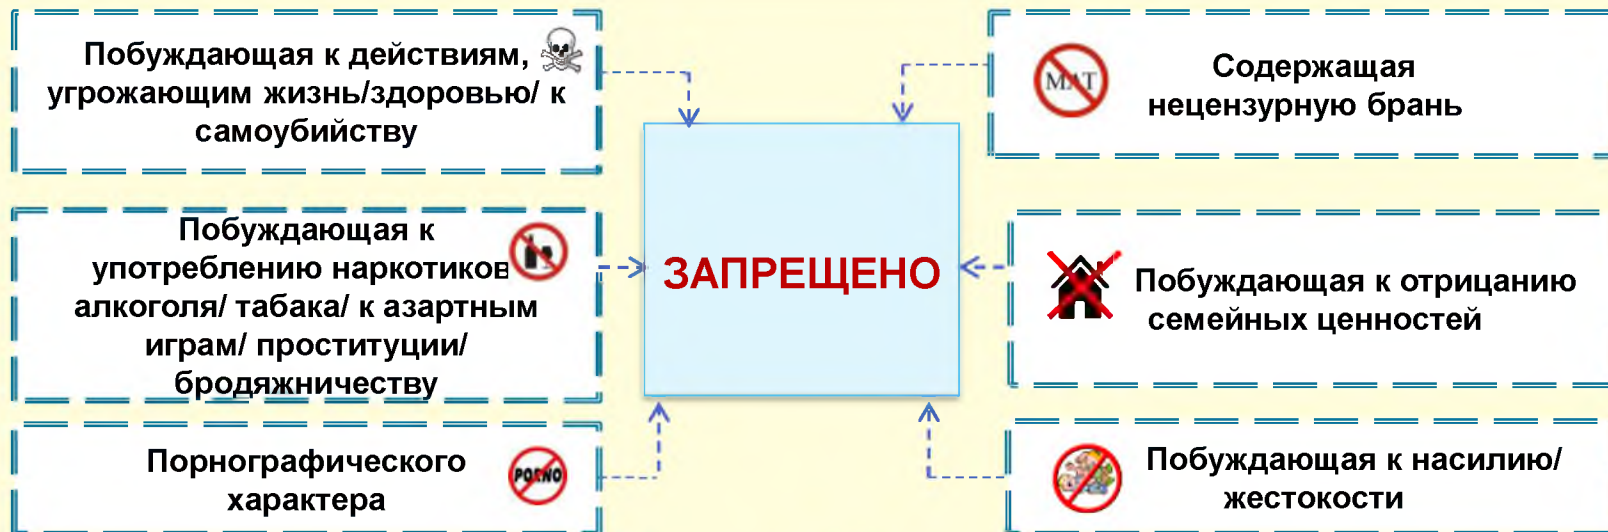 Побуждающая к действиям,
угрожающим жизнь/здоровью/ к
самоубийству
Побуждающая к
употреблению наркотиков
алкоголя/ табака/ к азартным
играм/ проституции/
бродяжничеству
Порнографического
характера
PORNO
ЗАПРЕЩЕНО
МАТ
Содержащая
нецензурную брань
Побуждающая к отрицанию
семейных ценностей
Побуждающая к насилию/
жестокости